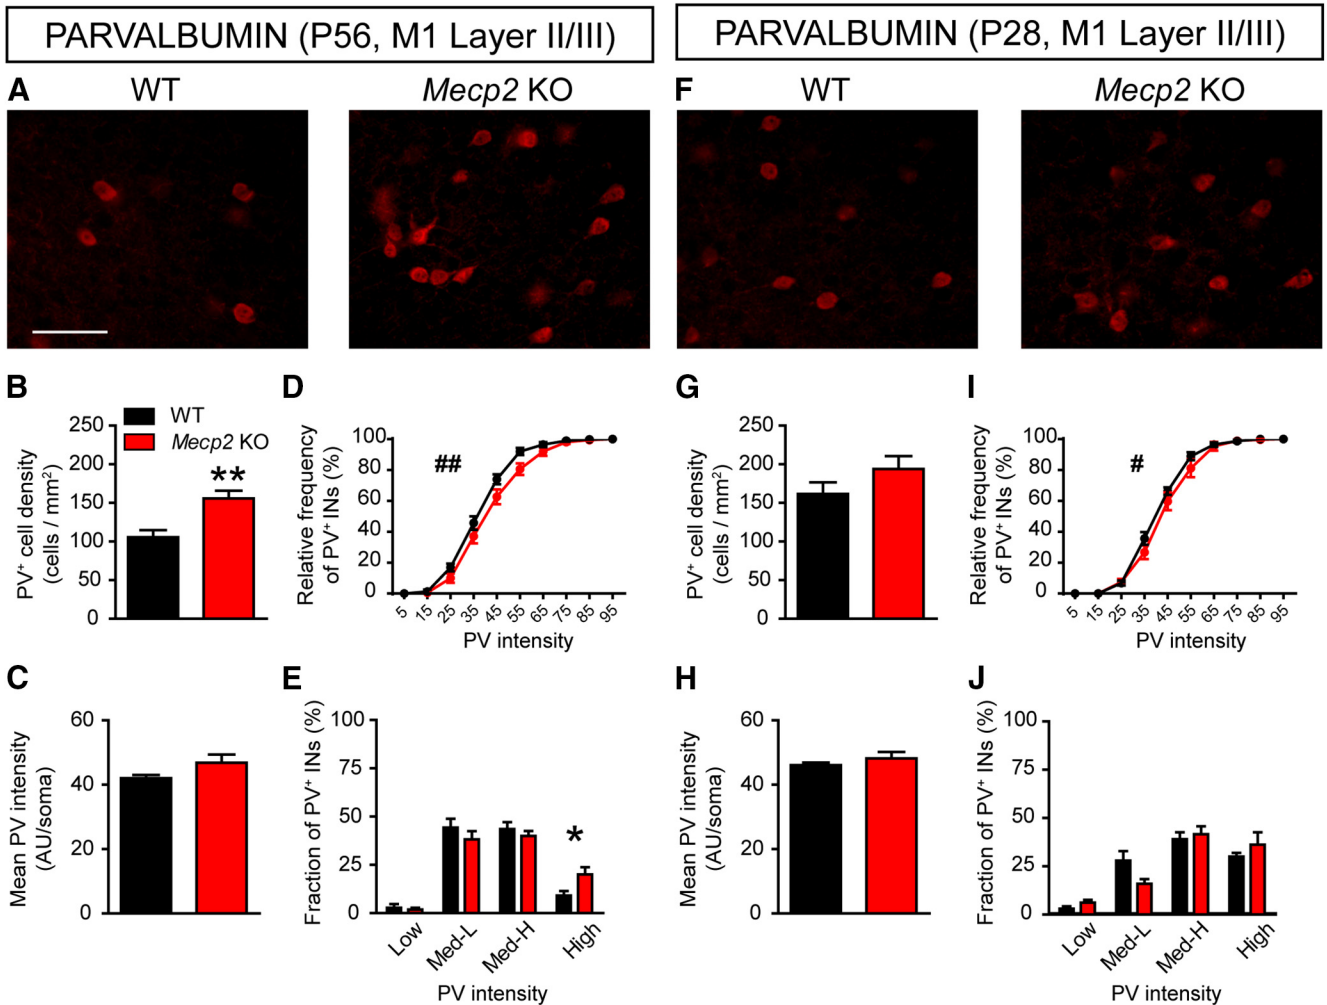 PARVALBUMIN (P56, M1 Layer II/III)
PARVALBUMIN (P28, M1 Layer II/III)
A
WT
Mecp2 KO
F
WT
Mecp2 KO
B
PV⁺ cell density
(cells / mm²)
250
200
150
100
50
0
WT
Mecp2 KO
**
D
Relative frequency
of PV⁺ INs (%)
100
80
60
40
20
0
##
5 15 25 35 45 55 65 75 85 95
PV intensity
G
PV⁺ cell density
(cells / mm²)
250
200
150
100
50
0
I
Relative frequency
of PV⁺ INs (%)
100
80
60
40
20
0
#
5 15 25 35 45 55 65 75 85 95
PV intensity
C
Mean PV intensity
(AU/soma)
60
40
20
0
E
Fraction of PV⁺ INs (%)
100
75
50
25
0
*
Low Med-L Med-H High
PV intensity
H
Mean PV intensity
(AU/soma)
60
40
20
0
J
Fraction of PV⁺ INs (%)
100
75
50
25
0
Low Med-L Med-H High
PV intensity